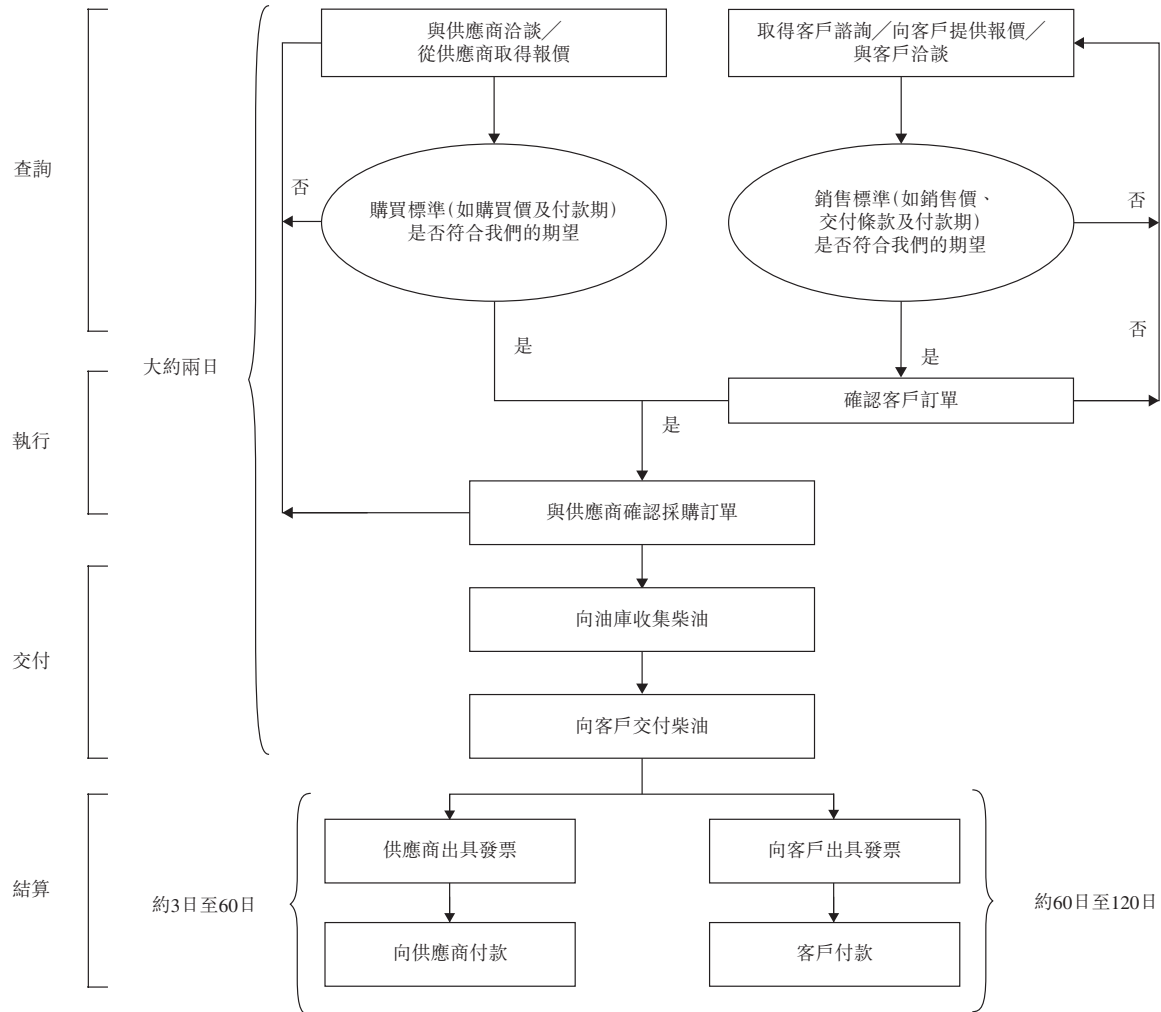 與供應商洽談／
從供應商取得報價
取得客戶諮詢／向客戶提供報價／
與客戶洽談
查詢
否
購買標準（如購買價及付款期）
是否符合我們的期望
銷售標準（如銷售價、
交付條款及付款期）
是否符合我們的期望
否
否
是
是
大約兩日
確認客戶訂單
執行
是
與供應商確認採購訂單
向油庫收集柴油
交付
向客戶交付柴油
供應商出具發票
向客戶出具發票
結算
約3日至60日
約60日至120日
向供應商付款
客戶付款